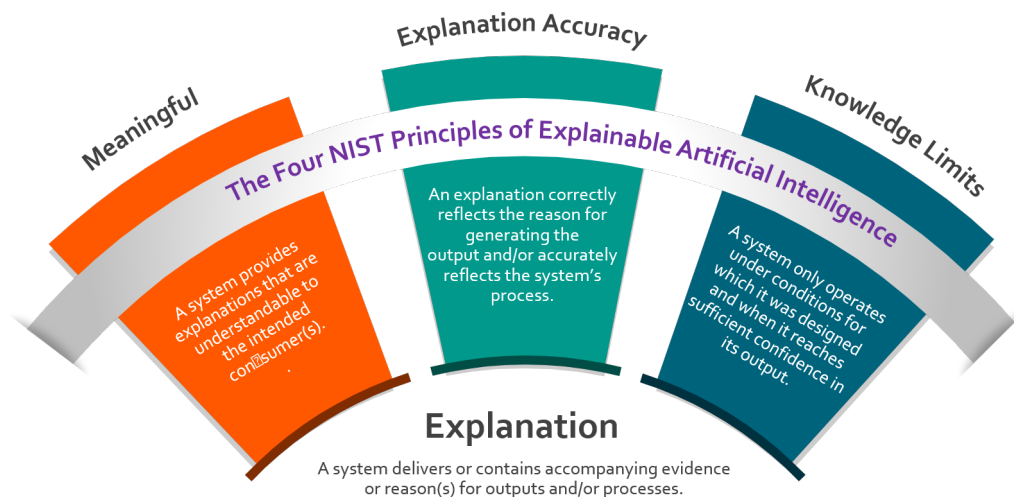 The Four NIST Principles of Explainable Artificial Intelligence
Meaningful
A system provides
explanations that are
understandable to
the intended
con⍰sumer(s).
.
Explanation Accuracy
An explanation correctly
reflects the reason for
generating the
output and/or accurately
reflects the system's
process.
Knowledge Limits
A system only operates
under conditions for
which it was designed
and when it reaches
sufficient confidence in
its output.
Explanation
A system delivers or contains accompanying evidence
or reason(s) for outputs and/or processes.